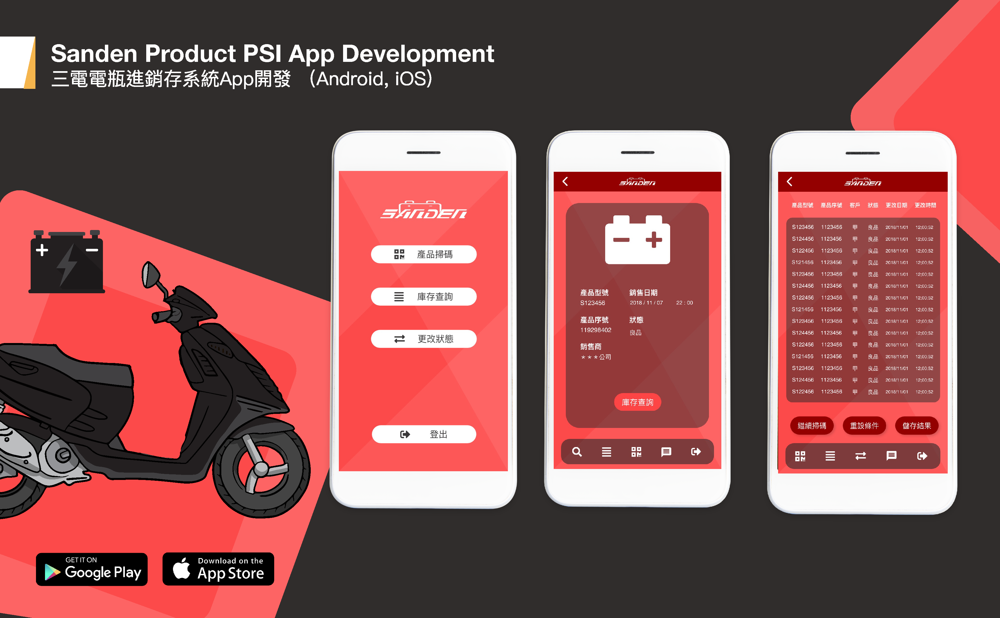 Sanden Product PSI App Development
三電電瓶進銷存系統App開發 （Android, iOS）
SANDEN
產品掃碼
庫存查詢
更改狀態
登出
SANDEN
產品型號 銷售日期
S123456 2018 / 11 / 07 22 : 00
產品序號 狀態
119298402 良品
銷售商
***公司
庫存查詢
SANDEN
產品型號 產品序號 客戶 狀態 更改日期 更改時間
S123456 1123456 甲 良品 2018/11/01 12;00;52
S124456 1123456 甲 良品 2018/11/01 12;00;52
S122456 1123456 甲 良品 2018/11/01 12;00;52
S121456 1123456 甲 良品 2018/11/01 12;00;52
S123456 1123456 甲 良品 2018/11/01 12;00;52
S124456 1123456 甲 良品 2018/11/01 12;00;52
S122456 1123456 甲 良品 2018/11/01 12;00;52
S121456 1123456 甲 良品 2018/11/01 12;00;52
S123456 1123456 甲 良品 2018/11/01 12;00;52
S124456 1123456 甲 良品 2018/11/01 12;00;52
S122456 1123456 甲 良品 2018/11/01 12;00;52
S121456 1123456 甲 良品 2018/11/01 12;00;52
S123456 1123456 甲 良品 2018/11/01 12;00;52
S124456 1123456 甲 良品 2018/11/01 12;00;52
S122456 1123456 甲 良品 2018/11/01 12;00;52
繼續掃碼 重設條件 儲存結果
GET IT ON
Google Play
Download on the
App Store